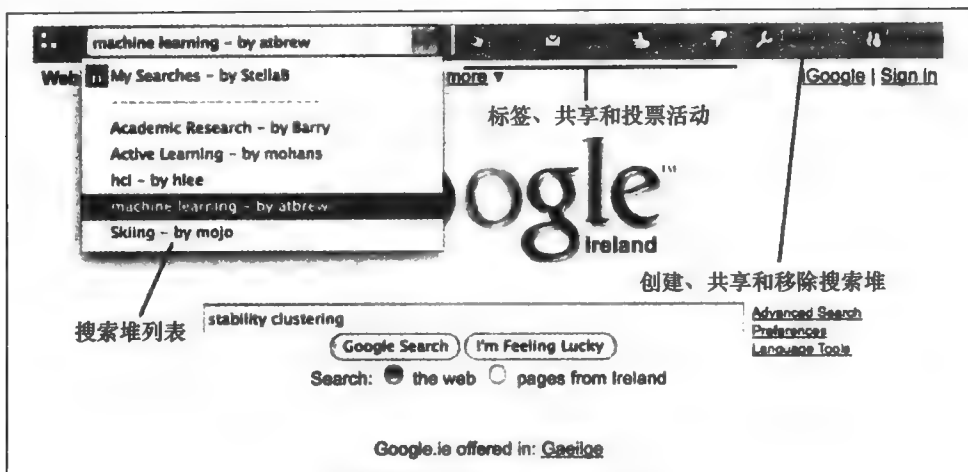 machine learning - by atbrew
Web
My Searches - by StellaB
more ▼
iGoogle | Sign in
标签、共享和投票活动
Academic Research - by Barry
Active Learning - by mohans
hci - by hlee
machine learning - by atbrew
Skiing - by mojo
oogle™
Ireland
创建、共享和移除搜索堆
搜索堆列表
stability clustering
Advanced Search
Preferences
Language Tools
Google Search
I'm Feeling Lucky
Search: the web pages from Ireland
Google.ie offered in: Gaeilge